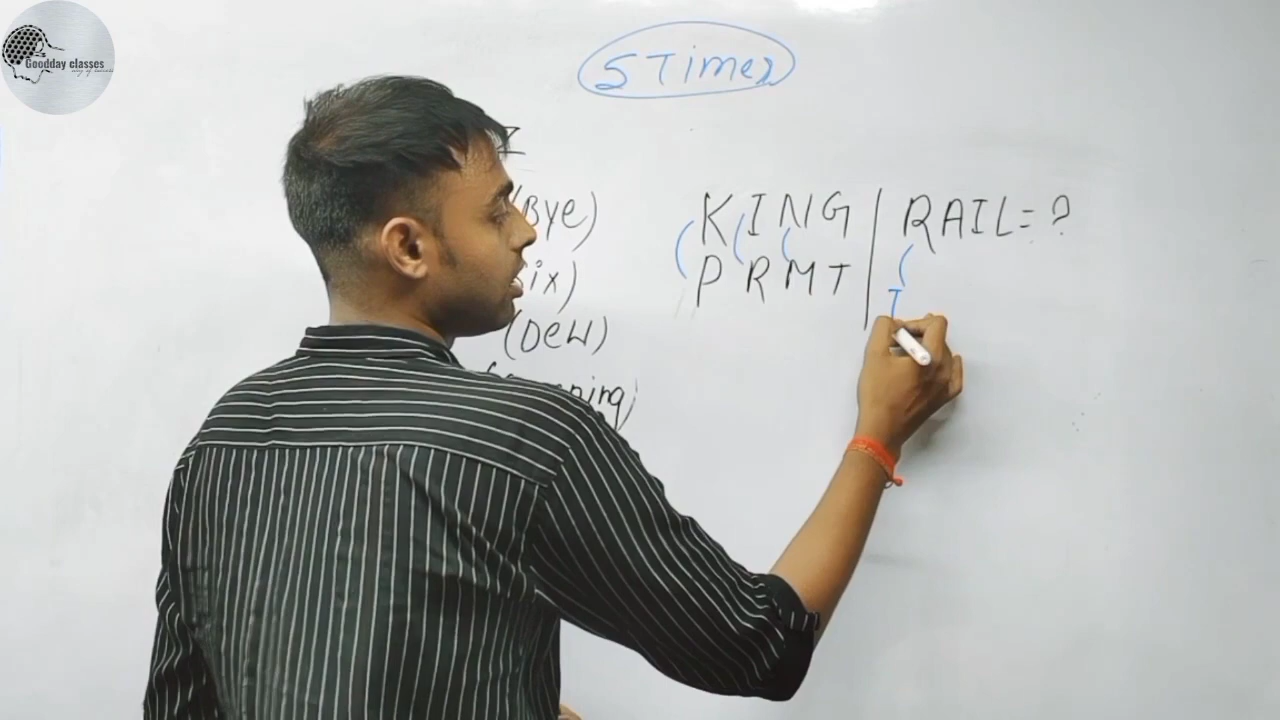 Goodday classes
5 Times
Z
(Bye)
KING | RAIL = ?
ix)
PRMT
I
(Dew)